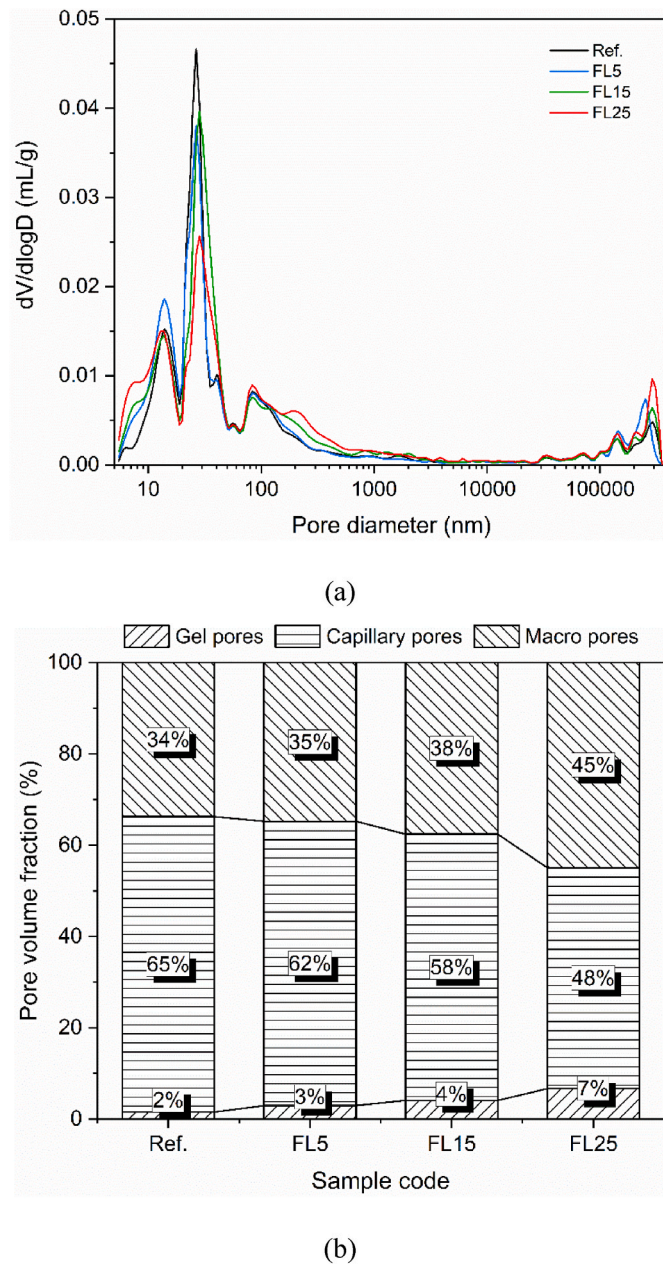 0.05
0.04
0.03
0.02
0.01
0.00
dV/dlogD (mL/g)
Ref.
FL5
FL15
FL25
10 100 1000 10000 100000
Pore diameter (nm)
(a)
Gel pores Capillary pores Macro pores
100
80
60
40
20
0
Pore volume fraction (%)
34% 35% 38% 45%
65% 62% 58% 48%
2% 3% 4% 7%
Ref. FL5 FL15 FL25
Sample code
(b)